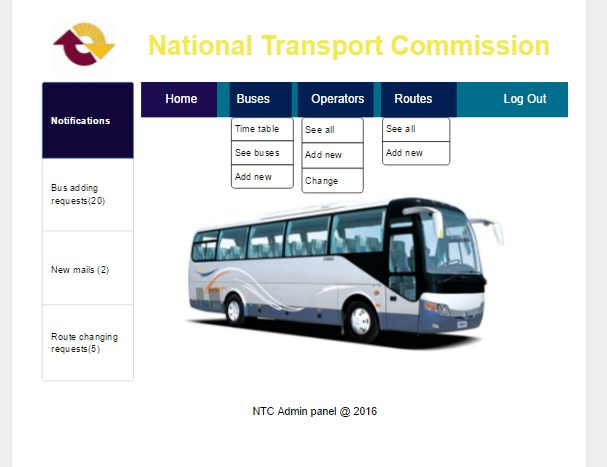 National Transport Commission
Home
Buses
Operators
Routes
Log Out
Time table
See buses
Add new
See all
Add new
Change
See all
Add new
Notifications
Bus adding
requests(20)
New mails (2)
Route changing
requests(5)
NTC Admin panel @ 2016